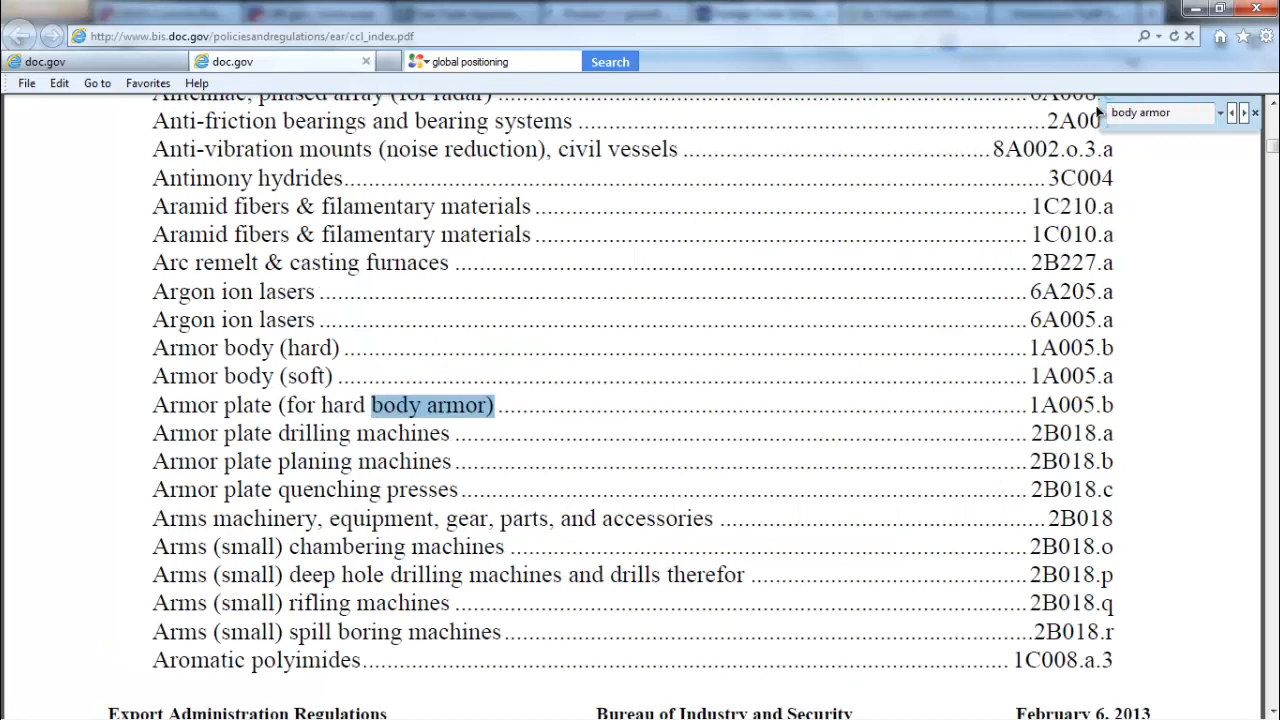 http://www.bis.doc.gov/policiesandregulations/ear/ccl_index.pdf
doc.gov
doc.gov
global positioning
Search
File Edit Go to Favorites Help
body armor
Antennae, phased array (for radar) 6A008.
Anti-friction bearings and bearing systems 2A00
Anti-vibration mounts (noise reduction), civil vessels 8A002.o.3.a
Antimony hydrides 3C004
Aramid fibers & filamentary materials 1C210.a
Aramid fibers & filamentary materials 1C010.a
Arc remelt & casting furnaces 2B227.a
Argon ion lasers 6A205.a
Argon ion lasers 6A005.a
Armor body (hard) 1A005.b
Armor body (soft) 1A005.a
Armor plate (for hard body armor) 1A005.b
Armor plate drilling machines 2B018.a
Armor plate planing machines 2B018.b
Armor plate quenching presses 2B018.c
Arms machinery, equipment, gear, parts, and accessories 2B018
Arms (small) chambering machines 2B018.o
Arms (small) deep hole drilling machines and drills therefor 2B018.p
Arms (small) rifling machines 2B018.q
Arms (small) spill boring machines 2B018.r
Aromatic polyimides 1C008.a.3
Export Administration Regulations Bureau of Industry and Security February 6, 2013